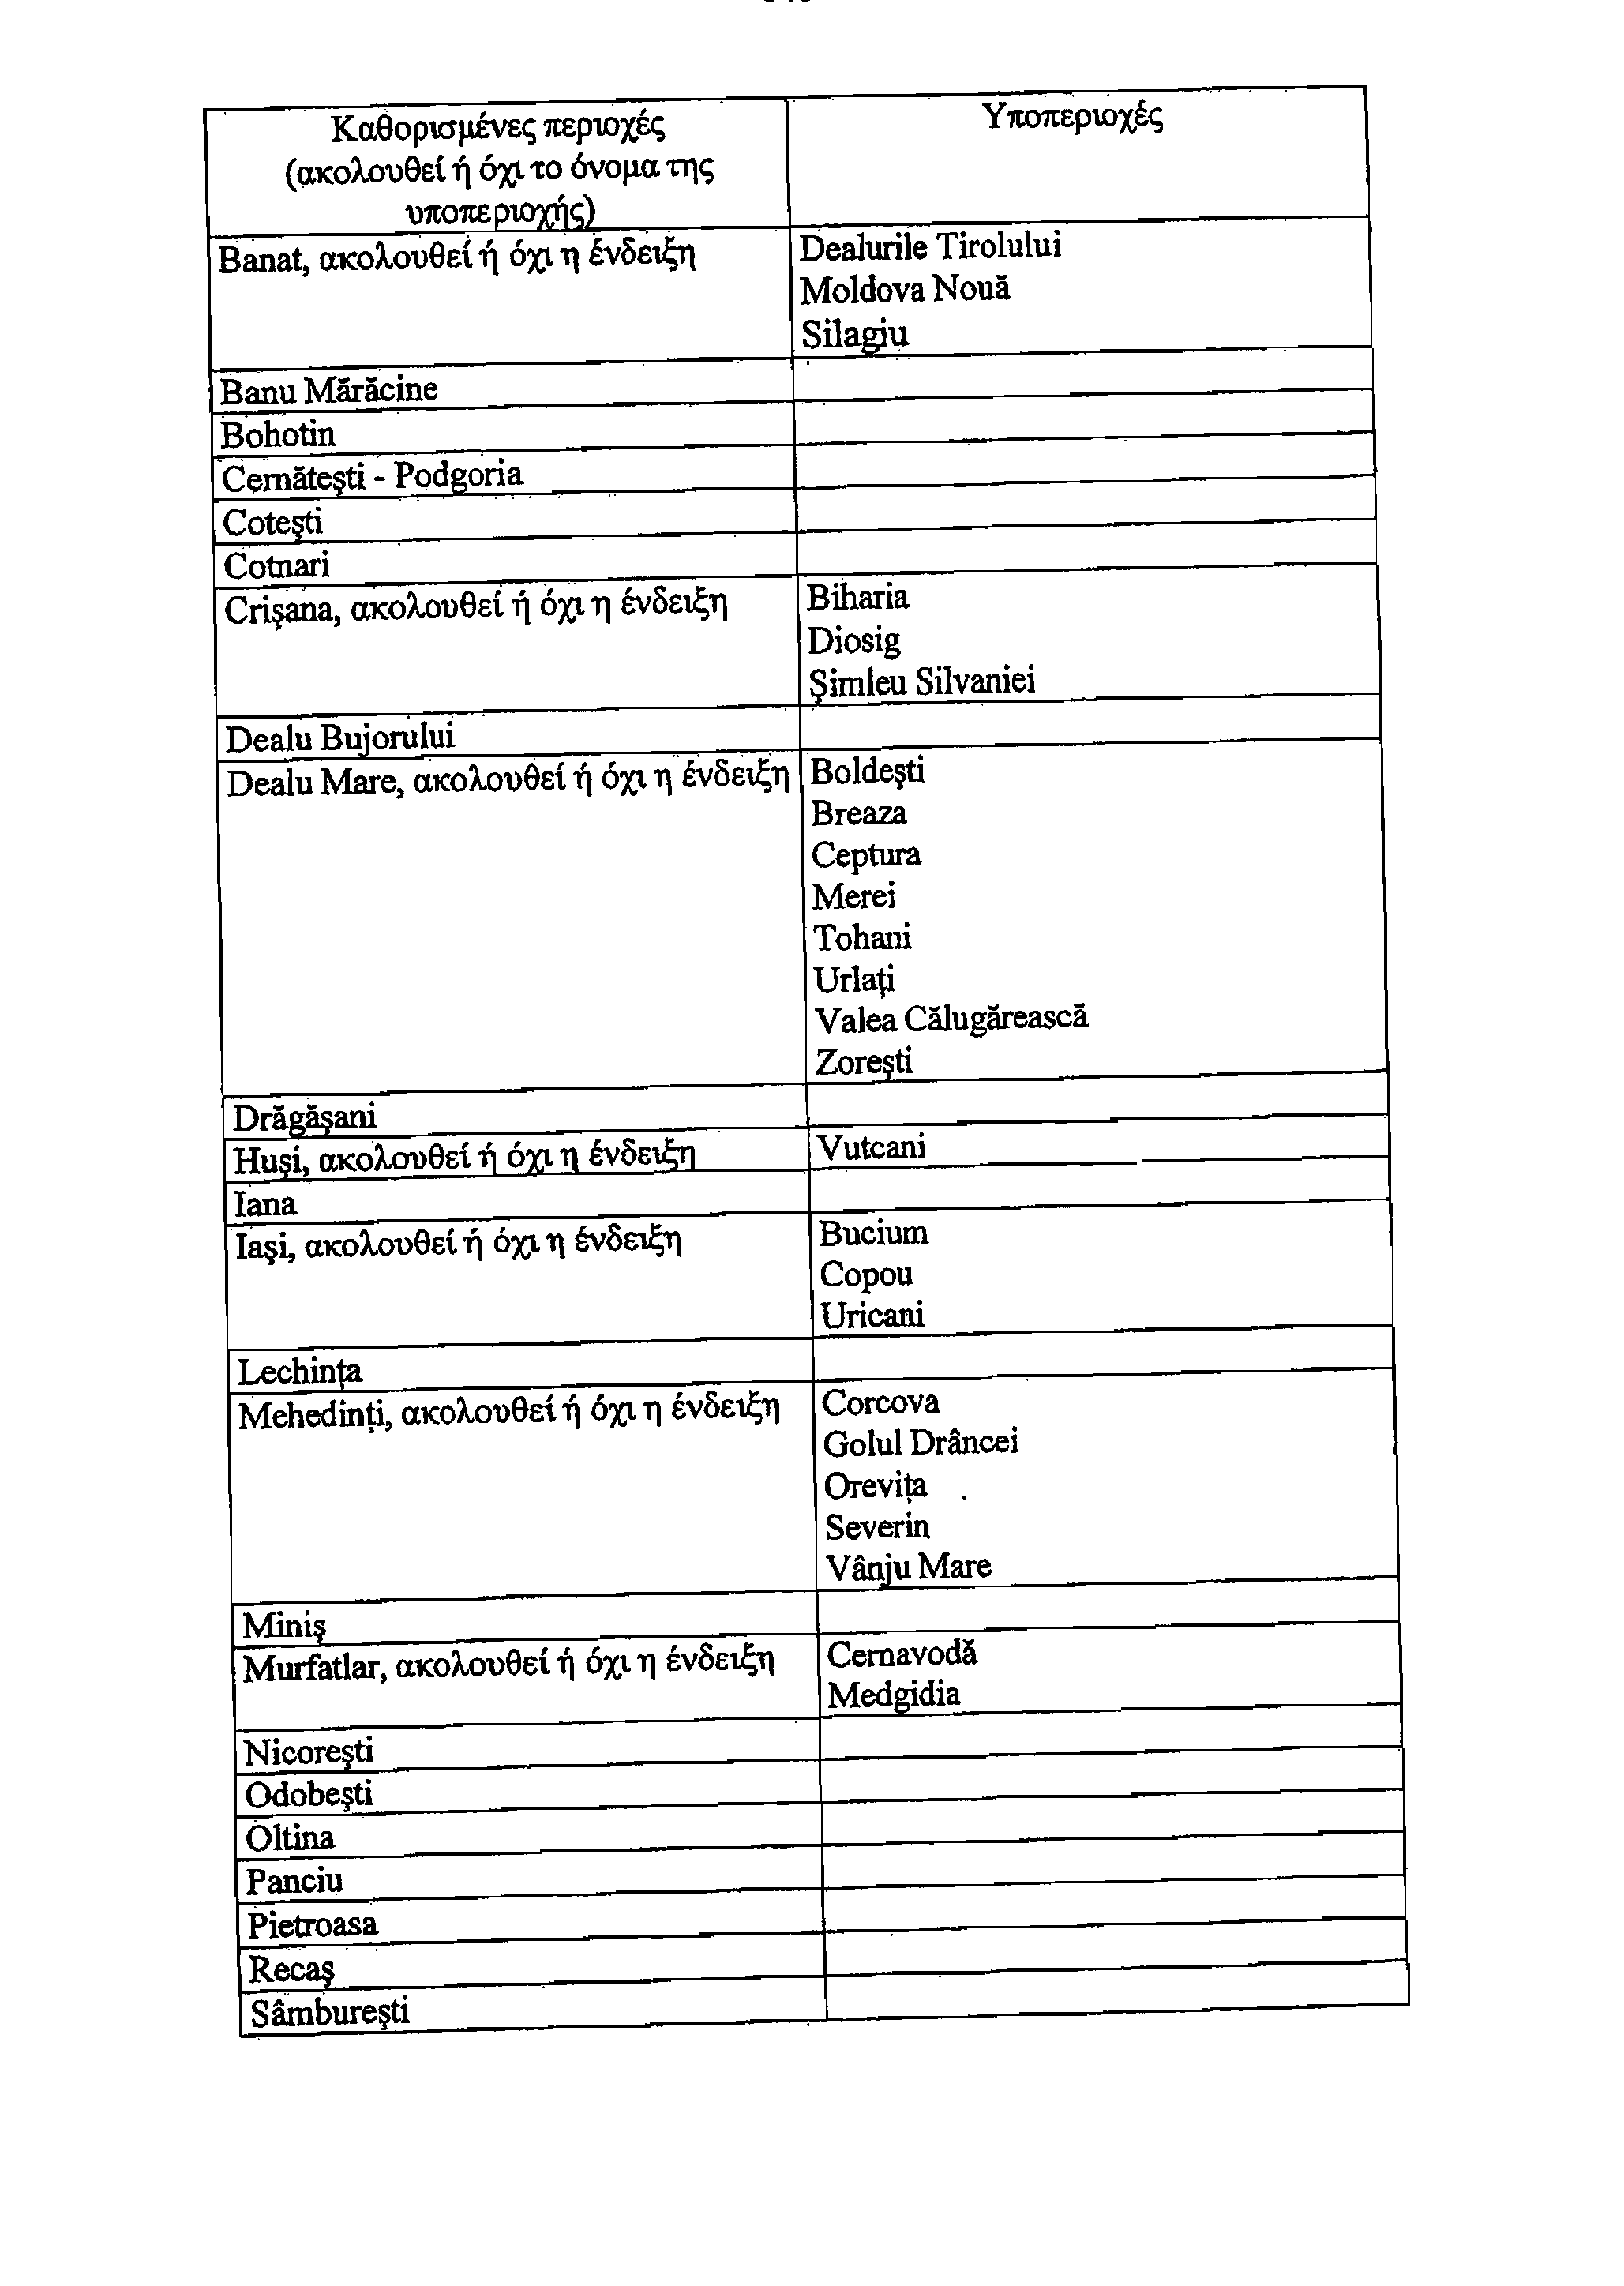 Καθορισμένες περιοχές
(ακολουθεί ή όχι το όνομα της
υποπεριοχής)
Υποπεριοχές
Banat, ακολουθεί ή όχι η ένδειξη
Dealurile Tirolului
Moldova Nouă
Silagiu
Banu Mărăcine
Bohotin
Cernăteşti - Podgoria
Coteşti
Cotnari
Crişana, ακολουθεί ή όχι η ένδειξη
Biharia
Diosig
Şimleu Silvaniei
Dealu Bujorului
Dealu Mare, ακολουθεί ή όχι η ένδειξη
Boldeşti
Breaza
Ceptura
Merei
Tohani
Urlaţi
Valea Călugărească
Zoreşti
Drăgăşani
Huşi, ακολουθεί ή όχι η ένδειξη
Vutcani
Iana
Iaşi, ακολουθεί ή όχι η ένδειξη
Bucium
Copou
Uricani
Lechinţa
Mehedinţi, ακολουθεί ή όχι η ένδειξη
Corcova
Golul Drâncei
Oreviţa
Severin
Vânju Mare
Miniş
Murfatlar, ακολουθεί ή όχι η ένδειξη
Cernavodă
Medgidia
Nicoreşti
Odobeşti
Oltina
Panciu
Pietroasa
Recaş
Sâmbureşti